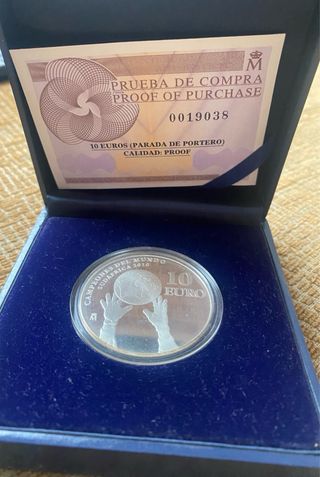 M
PRUEBA DE COMPRA
PROOF OF PURCHASE
0019038
10 EUROS (PARADA DE PORTERO)
CALIDAD: PROOF
CAMPEONES DEL MUNDO
SUDÁFRICA 2010
10
EURO
M